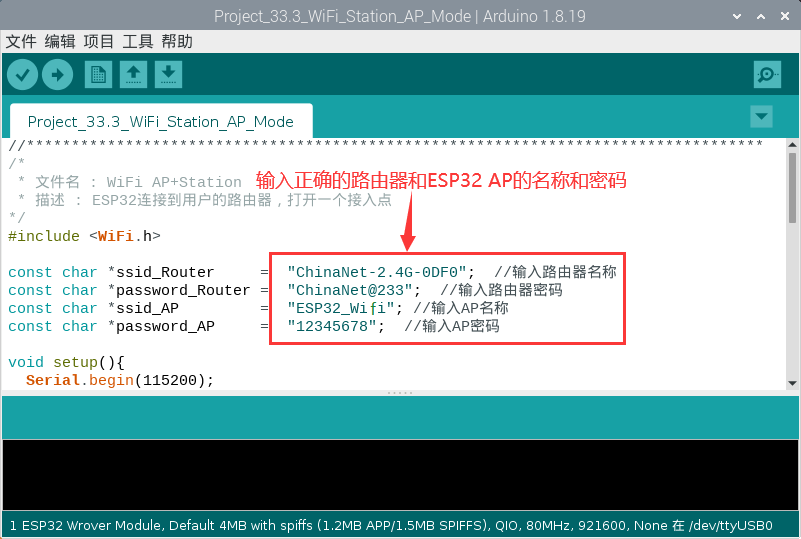 Project_33.3_WiFi_Station_AP_Mode | Arduino 1.8.19
文件 编辑 项目 工具 帮助
Project_33.3_WiFi_Station_AP_Mode
//**********************************************************************************
/*
 * 文件名 : WiFi AP+Station
输入正确的路由器和ESP32 AP的名称和密码
 * 描述 : ESP32连接到用户的路由器，打开一个接入点
*/
#include <WiFi.h>
const char *ssid_Router     =  "ChinaNet-2.4G-0DF0";  //输入路由器名称
const char *password_Router =  "ChinaNet@233";  //输入路由器密码
const char *ssid_AP         =  "ESP32_Wifi"; //输入AP名称
const char *password_AP     =  "12345678";  //输入AP密码
void setup(){
  Serial.begin(115200);
1 ESP32 Wrover Module, Default 4MB with spiffs (1.2MB APP/1.5MB SPIFFS), QIO, 80MHz, 921600, None 在 /dev/ttyUSB0